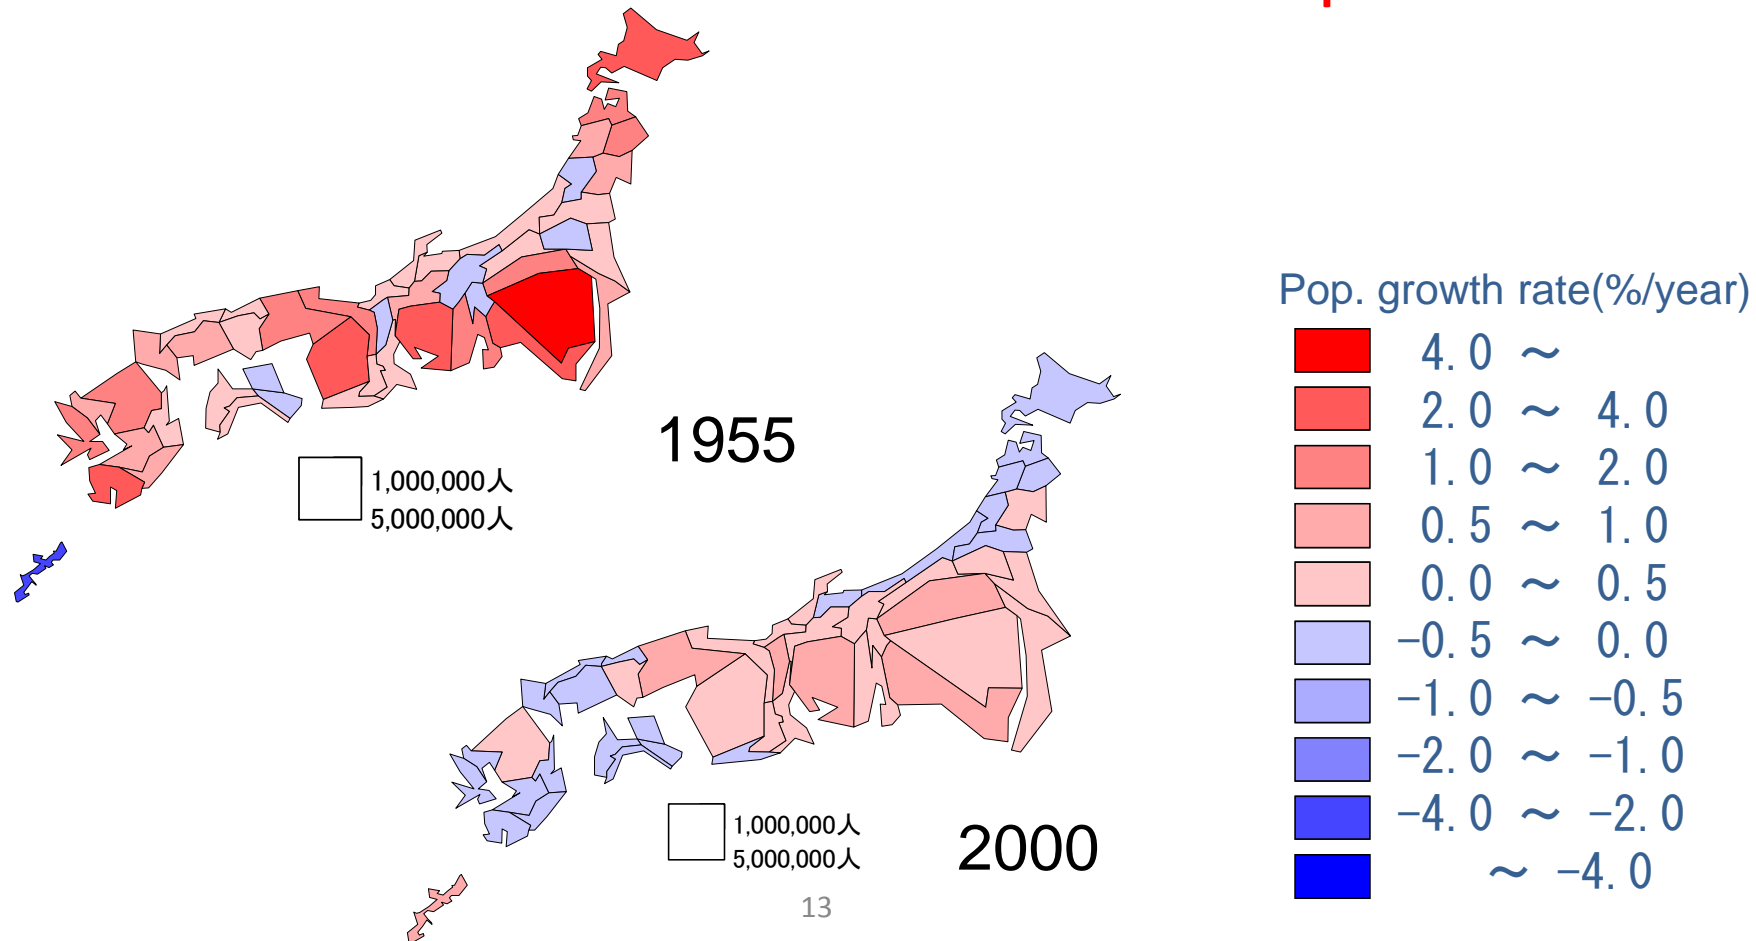 1955
1,000,000人
5,000,000人
Pop. growth rate(%/year)
4.0 ～
2.0 ～ 4.0
1.0 ～ 2.0
0.5 ～ 1.0
0.0 ～ 0.5
-0.5 ～ 0.0
-1.0 ～ -0.5
-2.0 ～ -1.0
-4.0 ～ -2.0
～ -4.0
1,000,000人
5,000,000人
2000
13